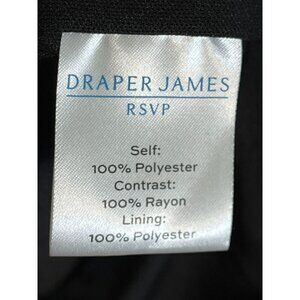 DRAPER JAMES
RSVP
Self:
100% Polyester
Contrast:
100% Rayon
Lining:
100% Polyester